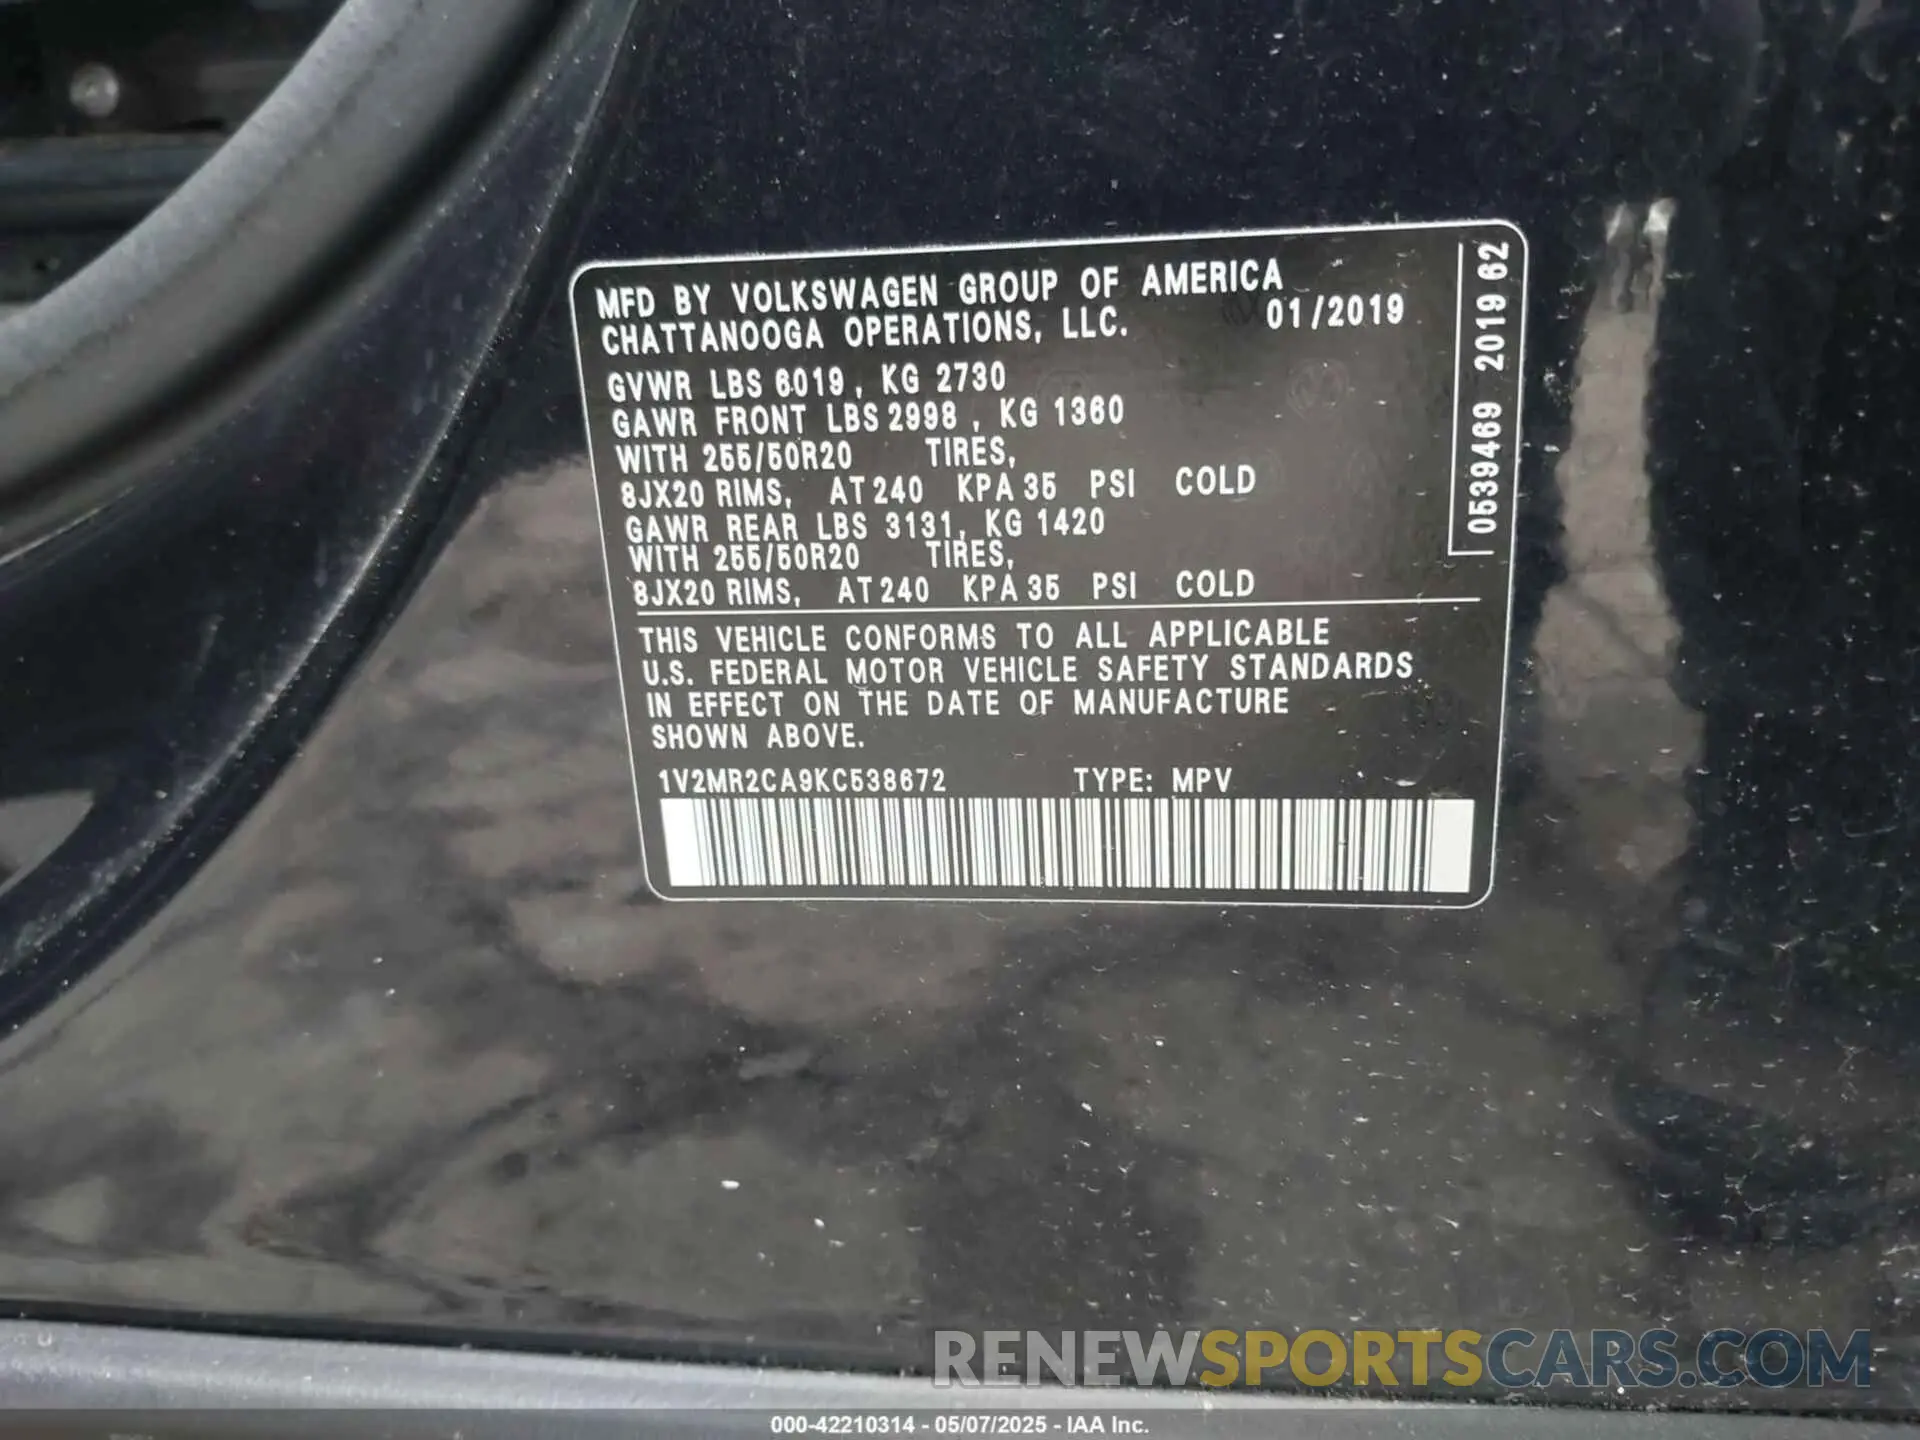 MFD BY VOLKSWAGEN GROUP OF AMERICA
CHATTANOOGA OPERATIONS, LLC. 01/2019
GVWR LBS 6019, KG 2730
GAWR FRONT LBS 2998, KG 1360
WITH 255/50R20 TIRES,
8JX20 RIMS, AT 240 KPA 35 PSI COLD
GAWR REAR LBS 3131, KG 1420
WITH 255/50R20 TIRES,
8JX20 RIMS, AT 240 KPA 35 PSI COLD
THIS VEHICLE CONFORMS TO ALL APPLICABLE
U.S. FEDERAL MOTOR VEHICLE SAFETY STANDARDS
IN EFFECT ON THE DATE OF MANUFACTURE
SHOWN ABOVE.
1V2MR2CA9KC538672 TYPE: MPV
05394469 2019 62
RENEWSPORTSCARS.COM
000-42210314 - 05/07/2025 - IAA Inc.